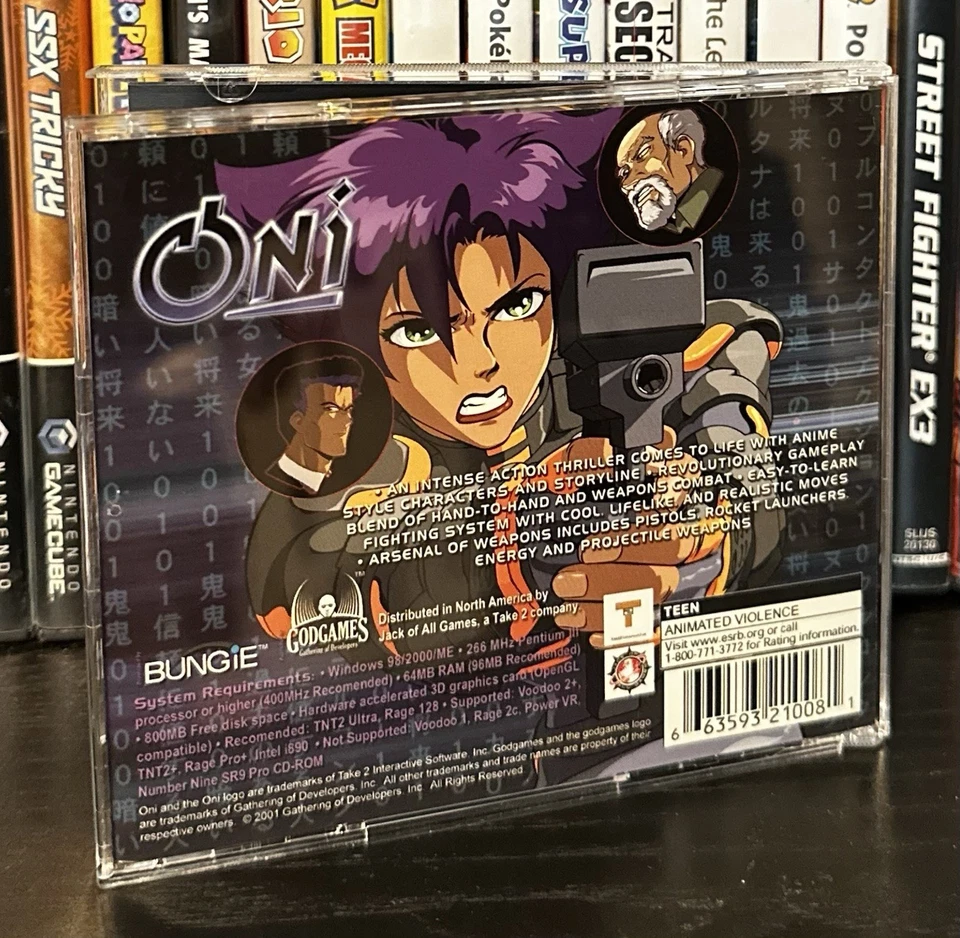 SSX TRICKY
NINTENDO
GAMECUBE
STREET FIGHTER® EX3
SLUS
20130
ONI
• AN INTENSE ACTION THRILLER COMES TO LIFE WITH ANIME
STYLE CHARACTERS AND STORYLINE • REVOLUTIONARY GAMEPLAY
BLEND OF HAND-TO-HAND AND WEAPONS COMBAT • EASY-TO-LEARN
FIGHTING SYSTEM WITH COOL, LIFELIKE AND REALISTIC MOVES
• ARSENAL OF WEAPONS INCLUDES PISTOLS, ROCKET LAUNCHERS,
ENERGY AND PROJECTILE WEAPONS
GODGAMES™
Gathering of Developers
Distributed in North America by
Jack of All Games, a Take 2 company.
BUNGiE™
T
TEEN
ANIMATED VIOLENCE
Visit www.esrb.org or call
1-800-771-3772 for Rating information.
6 63593 21008 1
System Requirements: • Windows 98/2000/ME • 266 MHz Pentium II
processor or higher (400MHz Recomended) • 64MB RAM (96MB Recomended)
• 800MB Free disk space • Hardware accelerated 3D graphics card (OpenGL
compatible) • Recomended: TNT2 Ultra, Rage 128 • Supported: Voodoo 2+,
TNT2+, Rage Pro+, Intel i690 • Not Supported: Voodoo 1, Rage 2c, Power VR,
Number Nine SR9 Pro CD-ROM
Oni and the Oni logo are trademarks of Take 2 Interactive Software, Inc. Godgames and the godgames logo
are trademarks of Gathering of Developers, Inc. All other trademarks and trade names are property of their
respective owners. © 2001 Gathering of Developers, Inc. All Rights Reserved